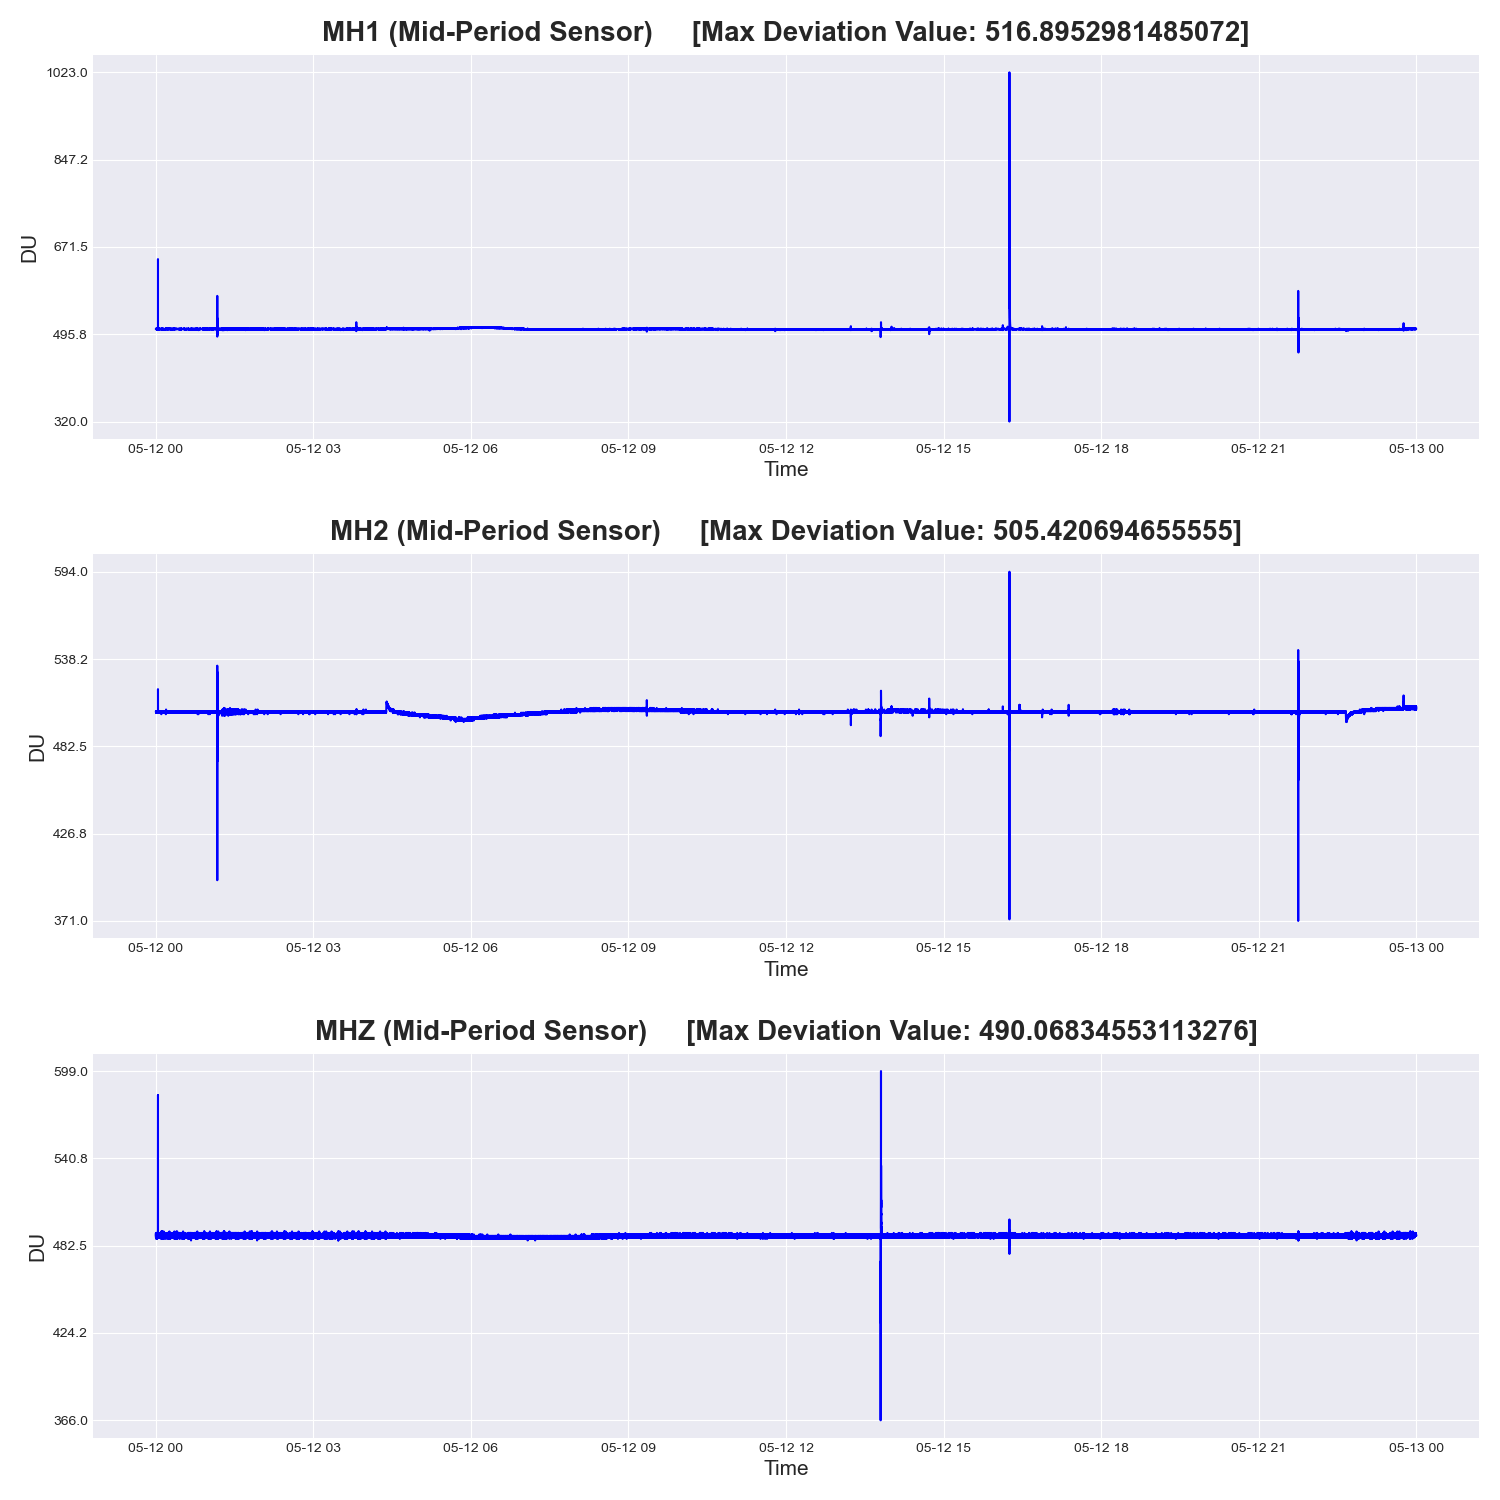 MH1 (Mid-Period Sensor) [Max Deviation Value: 516.8952981485072]
1023.0
847.2
671.5
495.8
320.0
DU
05-12 00 05-12 03 05-12 06 05-12 09 05-12 12 05-12 15 05-12 18 05-12 21 05-13 00
Time
MH2 (Mid-Period Sensor) [Max Deviation Value: 505.420694655555]
594.0
538.2
482.5
426.8
371.0
DU
05-12 00 05-12 03 05-12 06 05-12 09 05-12 12 05-12 15 05-12 18 05-12 21 05-13 00
Time
MHZ (Mid-Period Sensor) [Max Deviation Value: 490.06834553113276]
599.0
540.8
482.5
424.2
366.0
DU
05-12 00 05-12 03 05-12 06 05-12 09 05-12 12 05-12 15 05-12 18 05-12 21 05-13 00
Time